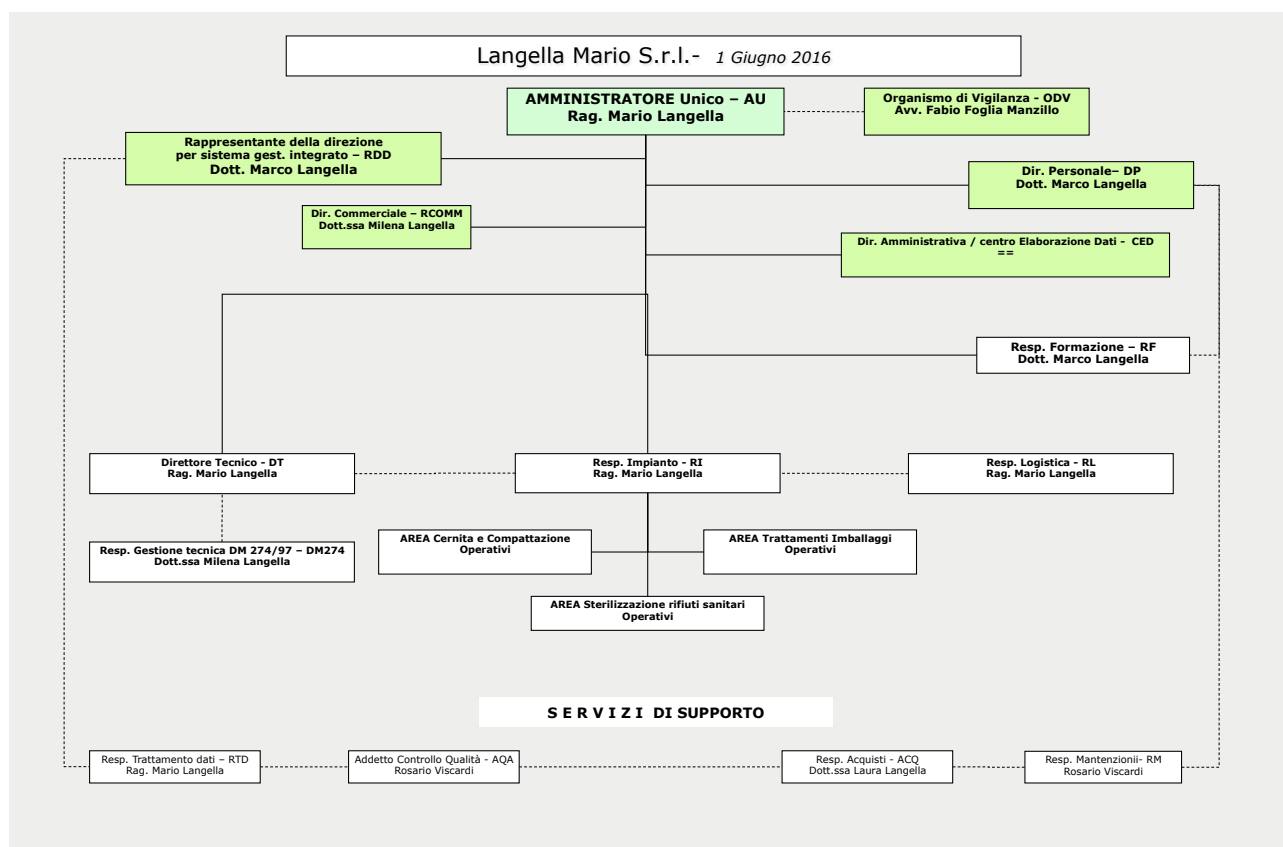 Langella Mario S.r.l.- 1 Giugno 2016
AMMINISTRATORE Unico – AU
Rag. Mario Langella
Organismo di Vigilanza - ODV
Avv. Fabio Foglia Manzillo
Rappresentante della direzione
per sistema gest. integrato – RDD
Dott. Marco Langella
Dir. Personale– DP
Dott. Marco Langella
Dir. Commerciale – RCOMM
Dott.ssa Milena Langella
Dir. Amministrativa / centro Elaborazione Dati - CED
==
Resp. Formazione – RF
Dott. Marco Langella
Direttore Tecnico - DT
Rag. Mario Langella
Resp. Impianto - RI
Rag. Mario Langella
Resp. Logistica - RL
Rag. Mario Langella
Resp. Gestione tecnica DM 274/97 – DM274
Dott.ssa Milena Langella
AREA Cernita e Compattazione
Operativi
AREA Trattamenti Imballaggi
Operativi
AREA Sterilizzazione rifiuti sanitari
Operativi
S E R V I Z I DI SUPPORTO
Resp. Trattamento dati – RTD
Rag. Mario Langella
Addetto Controllo Qualità - AQA
Rosario Viscardi
Resp. Acquisti - ACQ
Dott.ssa Laura Langella
Resp. Mantenzionii- RM
Rosario Viscardi